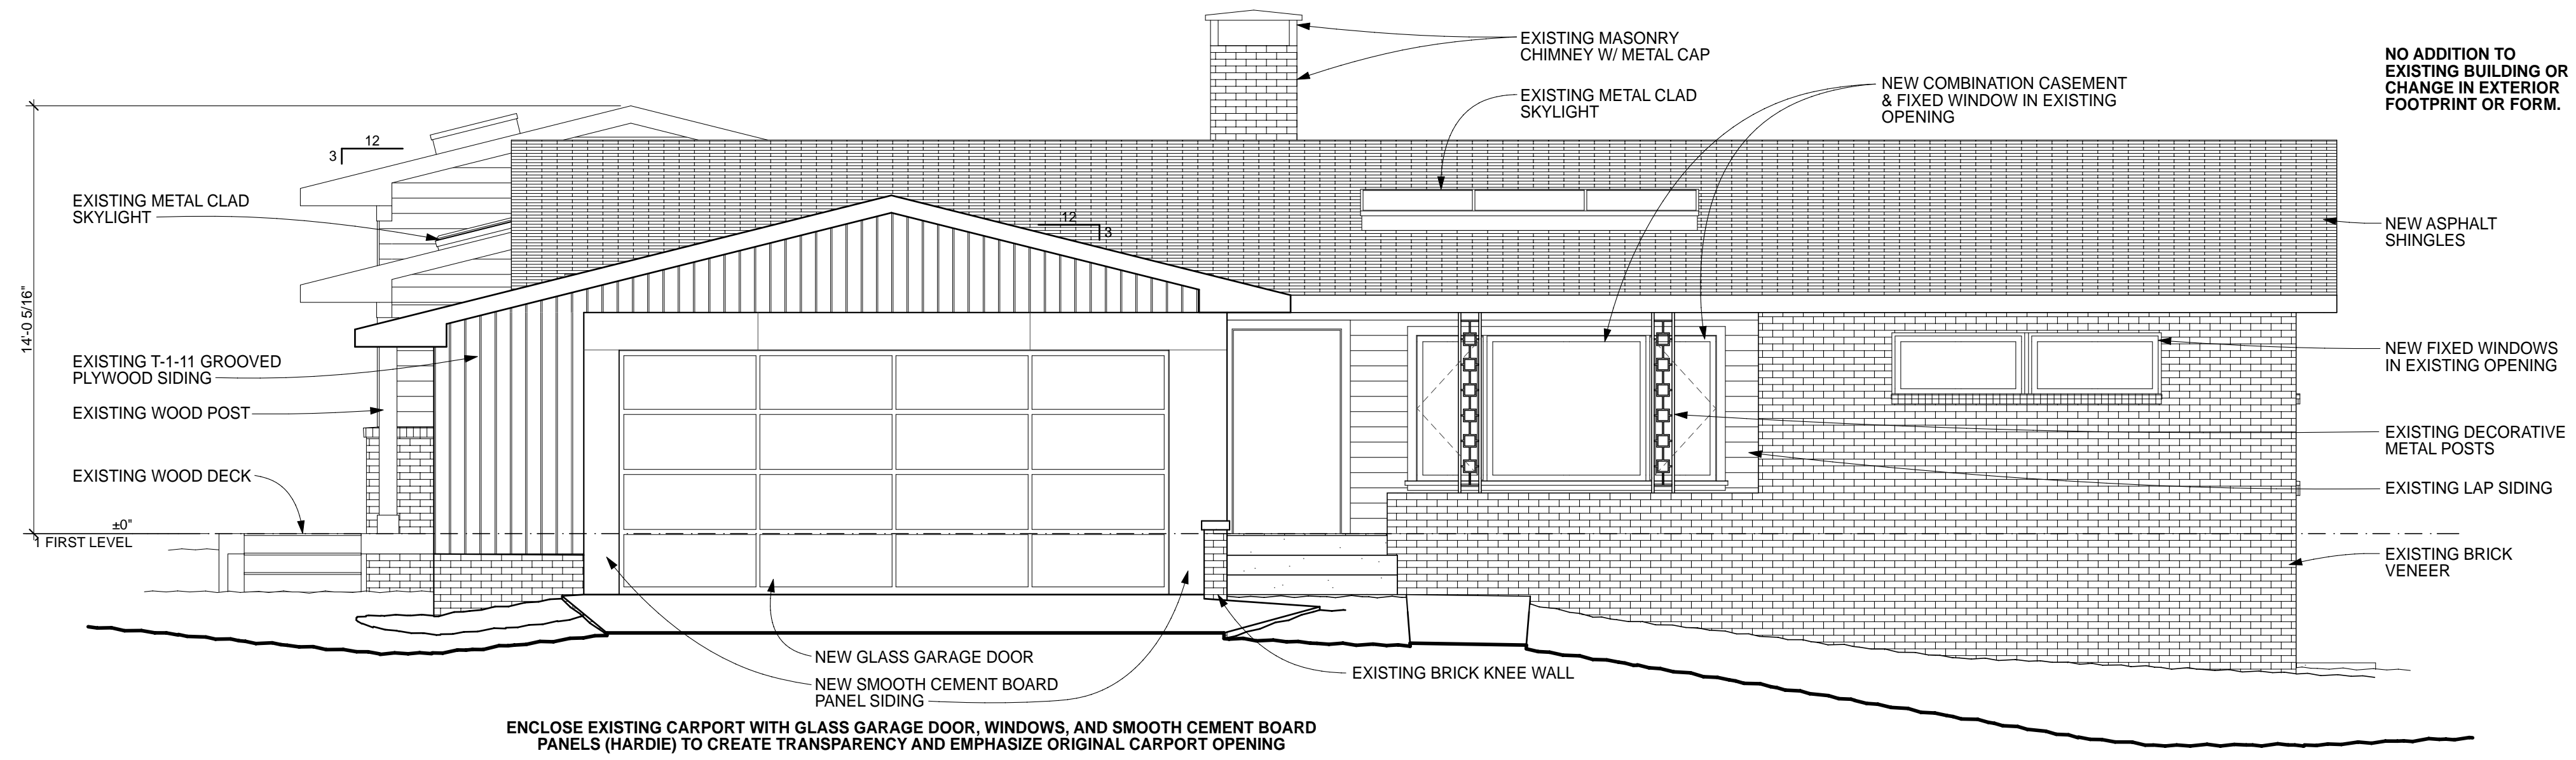 EXISTING MASONRY
CHIMNEY W/ METAL CAP
NO ADDITION TO
EXISTING BUILDING OR
CHANGE IN EXTERIOR
FOOTPRINT OR FORM.
NEW COMBINATION CASEMENT
& FIXED WINDOW IN EXISTING
OPENING
EXISTING METAL CLAD
SKYLIGHT
12
3
EXISTING METAL CLAD
SKYLIGHT
12
3
NEW ASPHALT
SHINGLES
14'-0 5/16"
EXISTING T-1-11 GROOVED
PLYWOOD SIDING
NEW FIXED WINDOWS
IN EXISTING OPENING
EXISTING WOOD POST
EXISTING DECORATIVE
METAL POSTS
EXISTING WOOD DECK
EXISTING LAP SIDING
±0"
1 FIRST LEVEL
EXISTING BRICK
VENEER
NEW GLASS GARAGE DOOR
EXISTING BRICK KNEE WALL
NEW SMOOTH CEMENT BOARD
PANEL SIDING
ENCLOSE EXISTING CARPORT WITH GLASS GARAGE DOOR, WINDOWS, AND SMOOTH CEMENT BOARD
PANELS (HARDIE) TO CREATE TRANSPARENCY AND EMPHASIZE ORIGINAL CARPORT OPENING